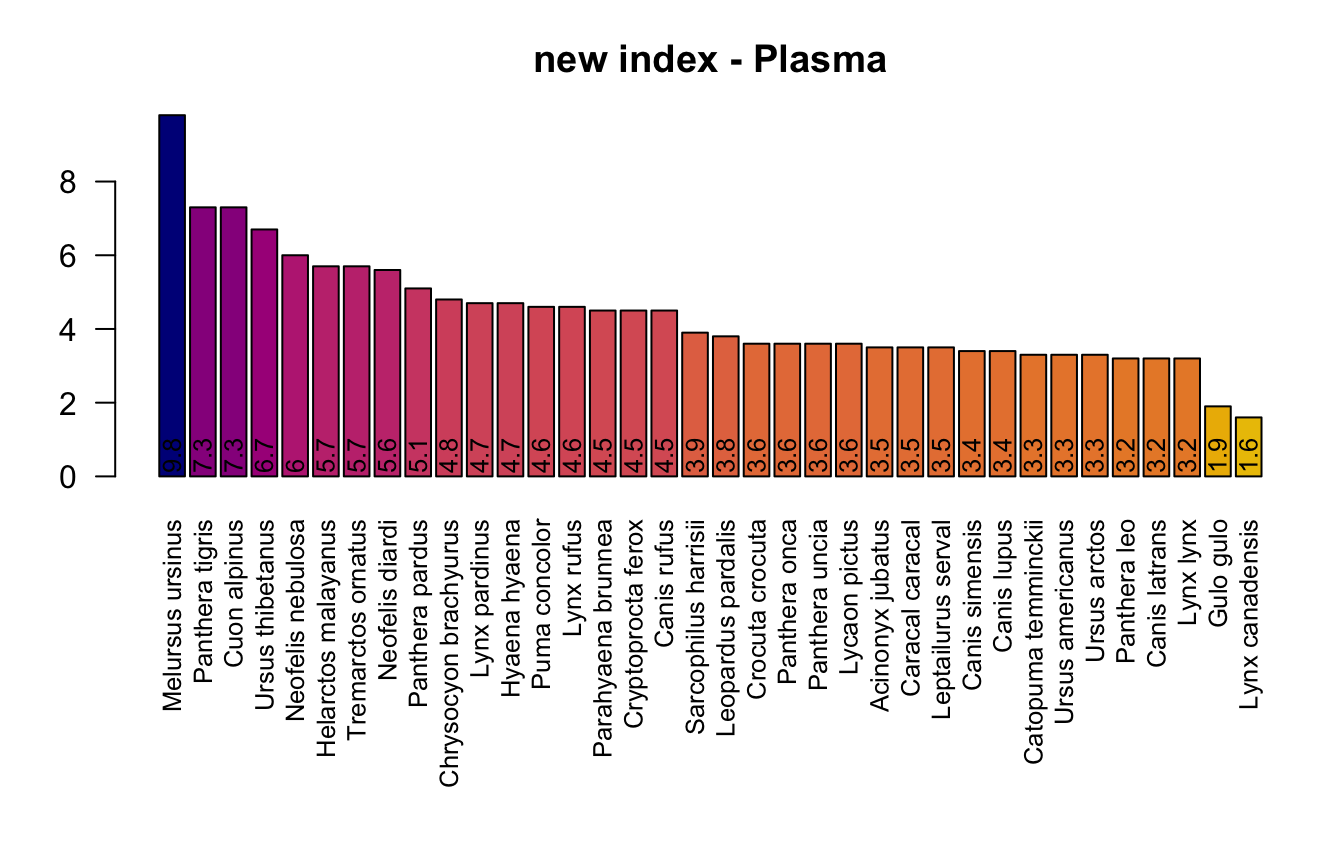 new index - Plasma
8
6
4
2
0
9.8
7.3
7.3
6.7
6
5.7
5.7
5.6
5.1
4.8
4.7
4.7
4.6
4.6
4.5
4.5
4.5
3.9
3.8
3.6
3.6
3.6
3.6
3.5
3.5
3.5
3.4
3.4
3.3
3.3
3.3
3.2
3.2
3.2
1.9
1.6
Melursus ursinus
Panthera tigris
Cuon alpinus
Ursus thibetanus
Neofelis nebulosa
Helarctos malayanus
Tremarctos ornatus
Neofelis diardi
Panthera pardus
Chrysocyon brachyurus
Lynx pardinus
Hyaena hyaena
Puma concolor
Lynx rufus
Parahyaena brunnea
Cryptoprocta ferox
Canis rufus
Sarcophilus harrisii
Leopardus pardalis
Crocuta crocuta
Panthera onca
Panthera uncia
Lycaon pictus
Acinonyx jubatus
Caracal caracal
Leptailurus serval
Canis simensis
Canis lupus
Catopuma temminckii
Ursus americanus
Ursus arctos
Panthera leo
Canis latrans
Lynx lynx
Gulo gulo
Lynx canadensis